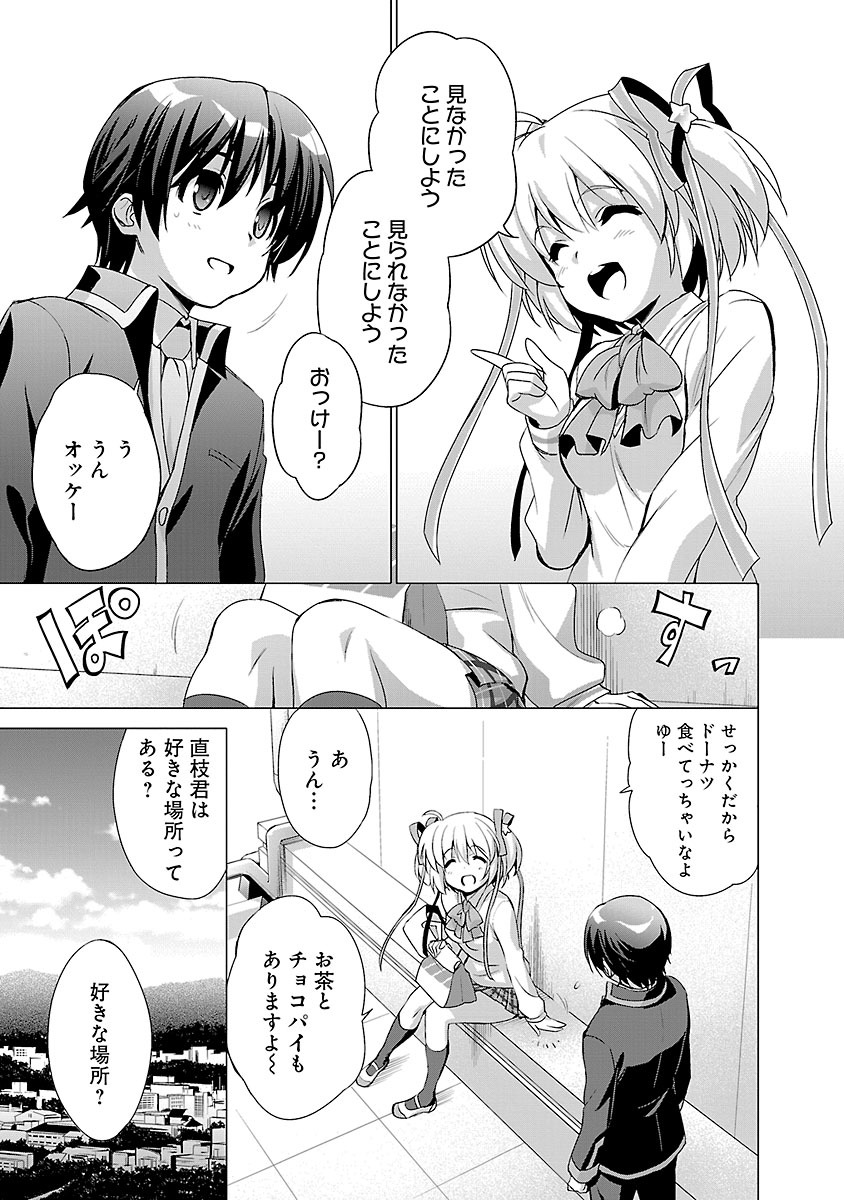 見なかった
ことにしよう
見られなかった
ことにしよう
おっけー?
う
うん
オッケー
すっ
ぽ
せっかくだから
ドーナツ
食べてっちゃいなよ
ゆー
あ
うん…
お茶と
チョコパイも
ありますよ〜
直枝君は
好きな場所って
ある?
好きな場所?